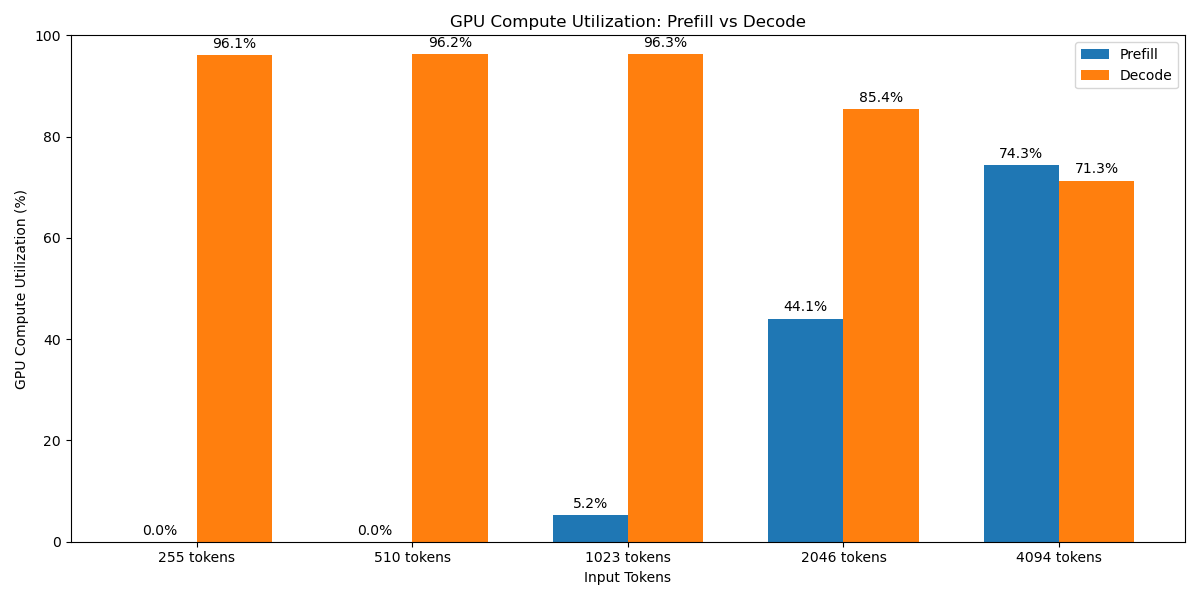 GPU Compute Utilization: Prefill vs Decode
GPU Compute Utilization (%)
100
80
60
40
20
0
Prefill
Decode
0.0%
96.1%
0.0%
96.2%
5.2%
96.3%
44.1%
85.4%
74.3%
71.3%
255 tokens
510 tokens
1023 tokens
2046 tokens
4094 tokens
Input Tokens